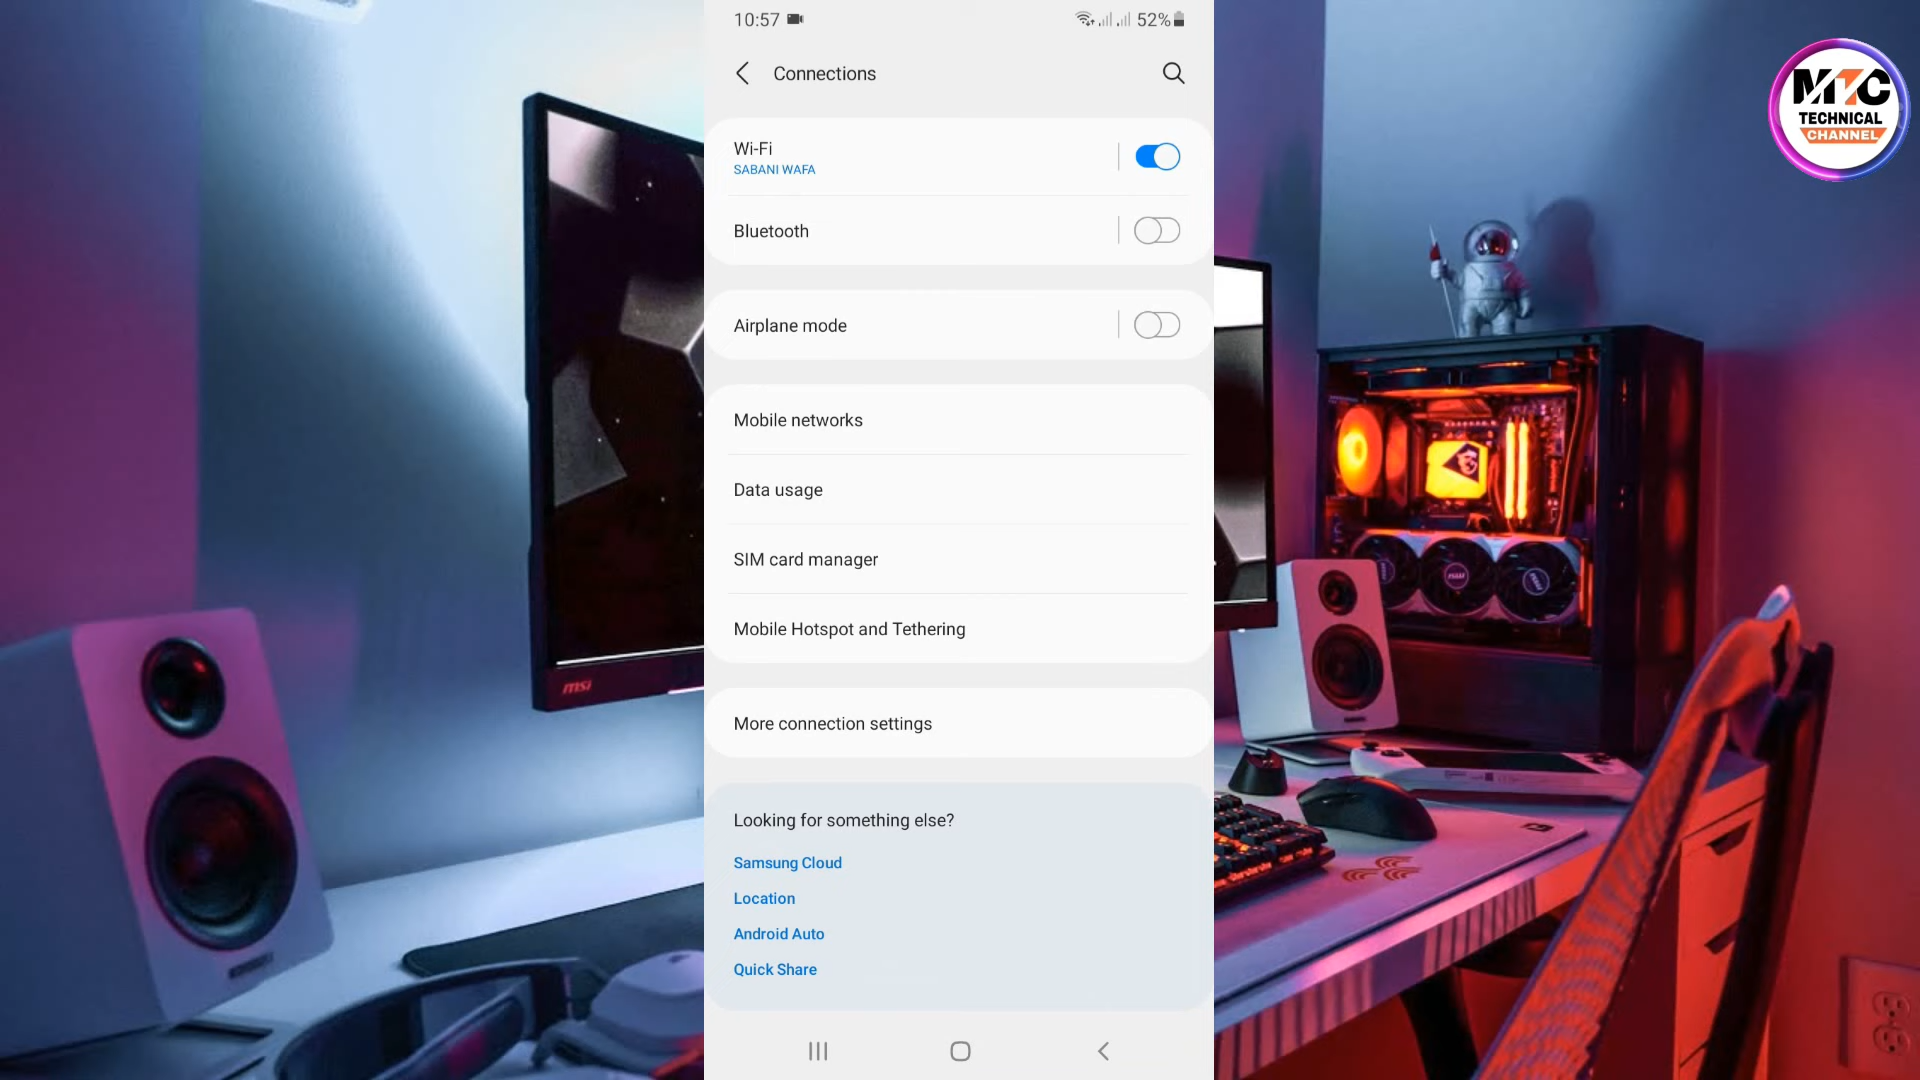 10:57
52%
Connections
Wi-Fi
SABANI WAFA
Bluetooth
Airplane mode
Mobile networks
Data usage
SIM card manager
Mobile Hotspot and Tethering
More connection settings
Looking for something else?
Samsung Cloud
Location
Android Auto
Quick Share
MTC
TECHNICAL
CHANNEL
msi
msi